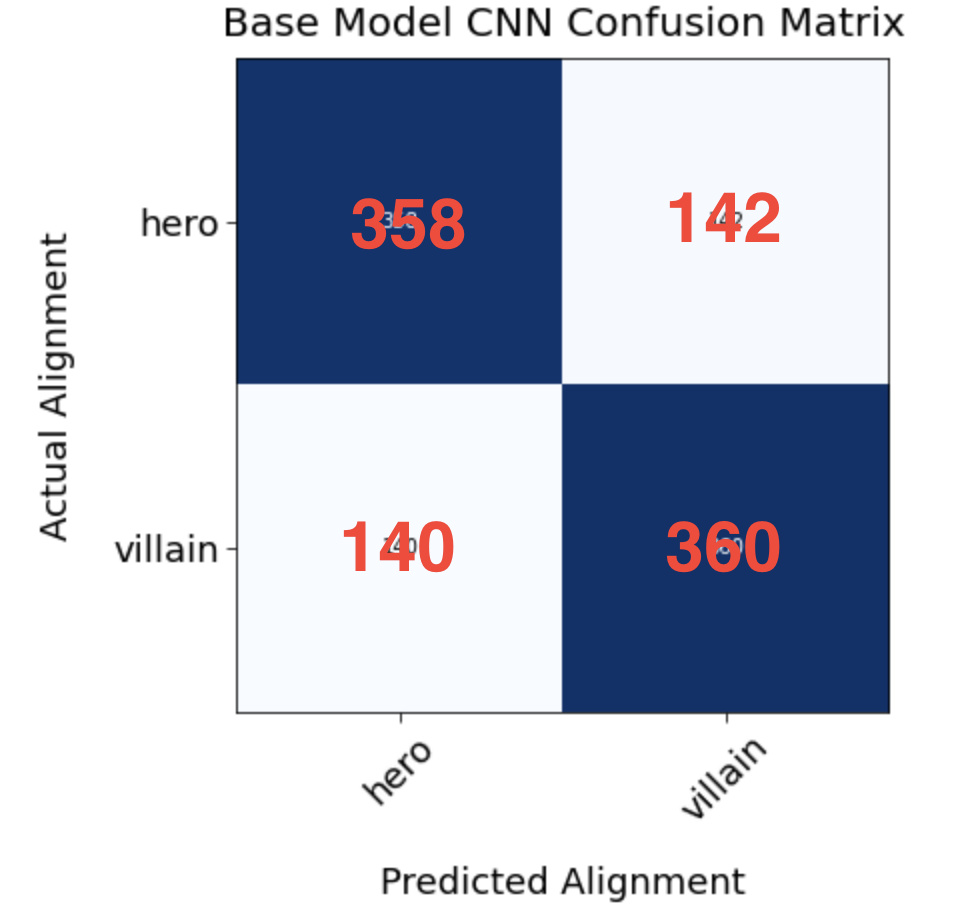 Base Model CNN Confusion Matrix
Actual Alignment
hero
358
142
villain
140
360
hero
villain
Predicted Alignment